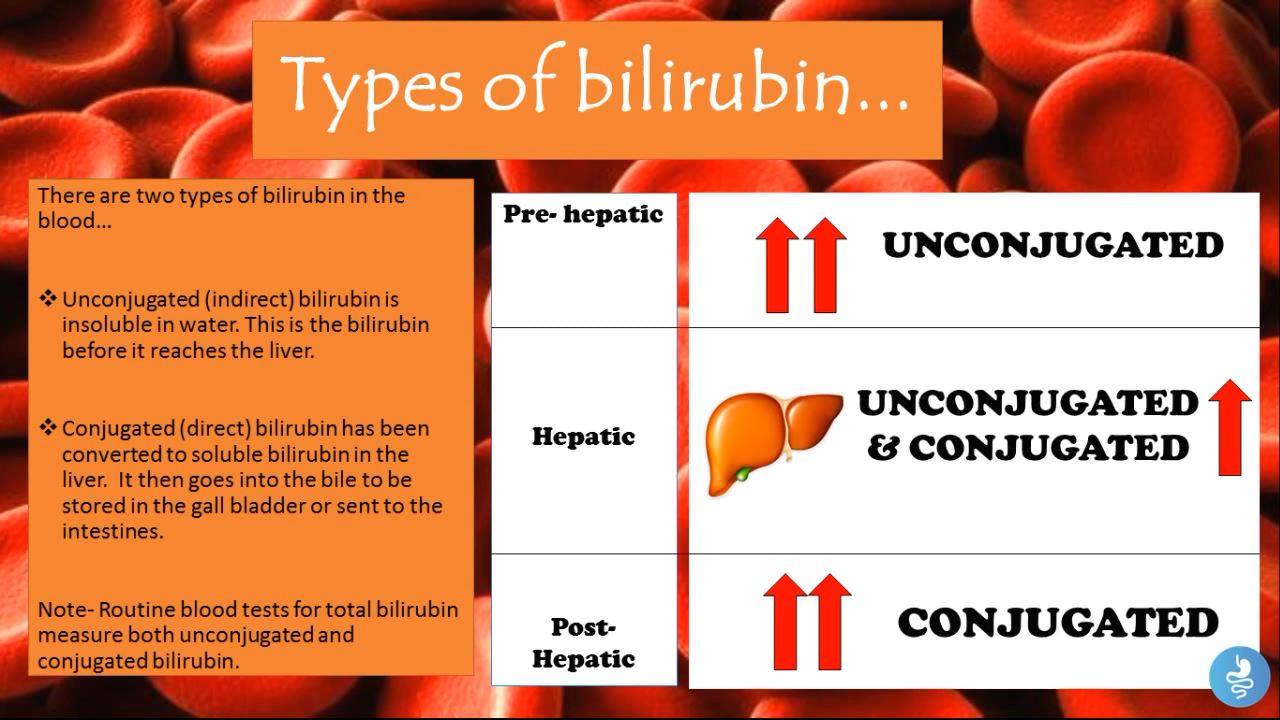 Types of bilirubin...
There are two types of bilirubin in the
blood...
❖ Unconjugated (indirect) bilirubin is
insoluble in water. This is the bilirubin
before it reaches the liver.
❖ Conjugated (direct) bilirubin has been
converted to soluble bilirubin in the
liver. It then goes into the bile to be
stored in the gall bladder or sent to the
intestines.
Note- Routine blood tests for total bilirubin
measure both unconjugated and
conjugated bilirubin.
Pre- hepatic
UNCONJUGATED
Hepatic
UNCONJUGATED
& CONJUGATED
Post-
Hepatic
CONJUGATED